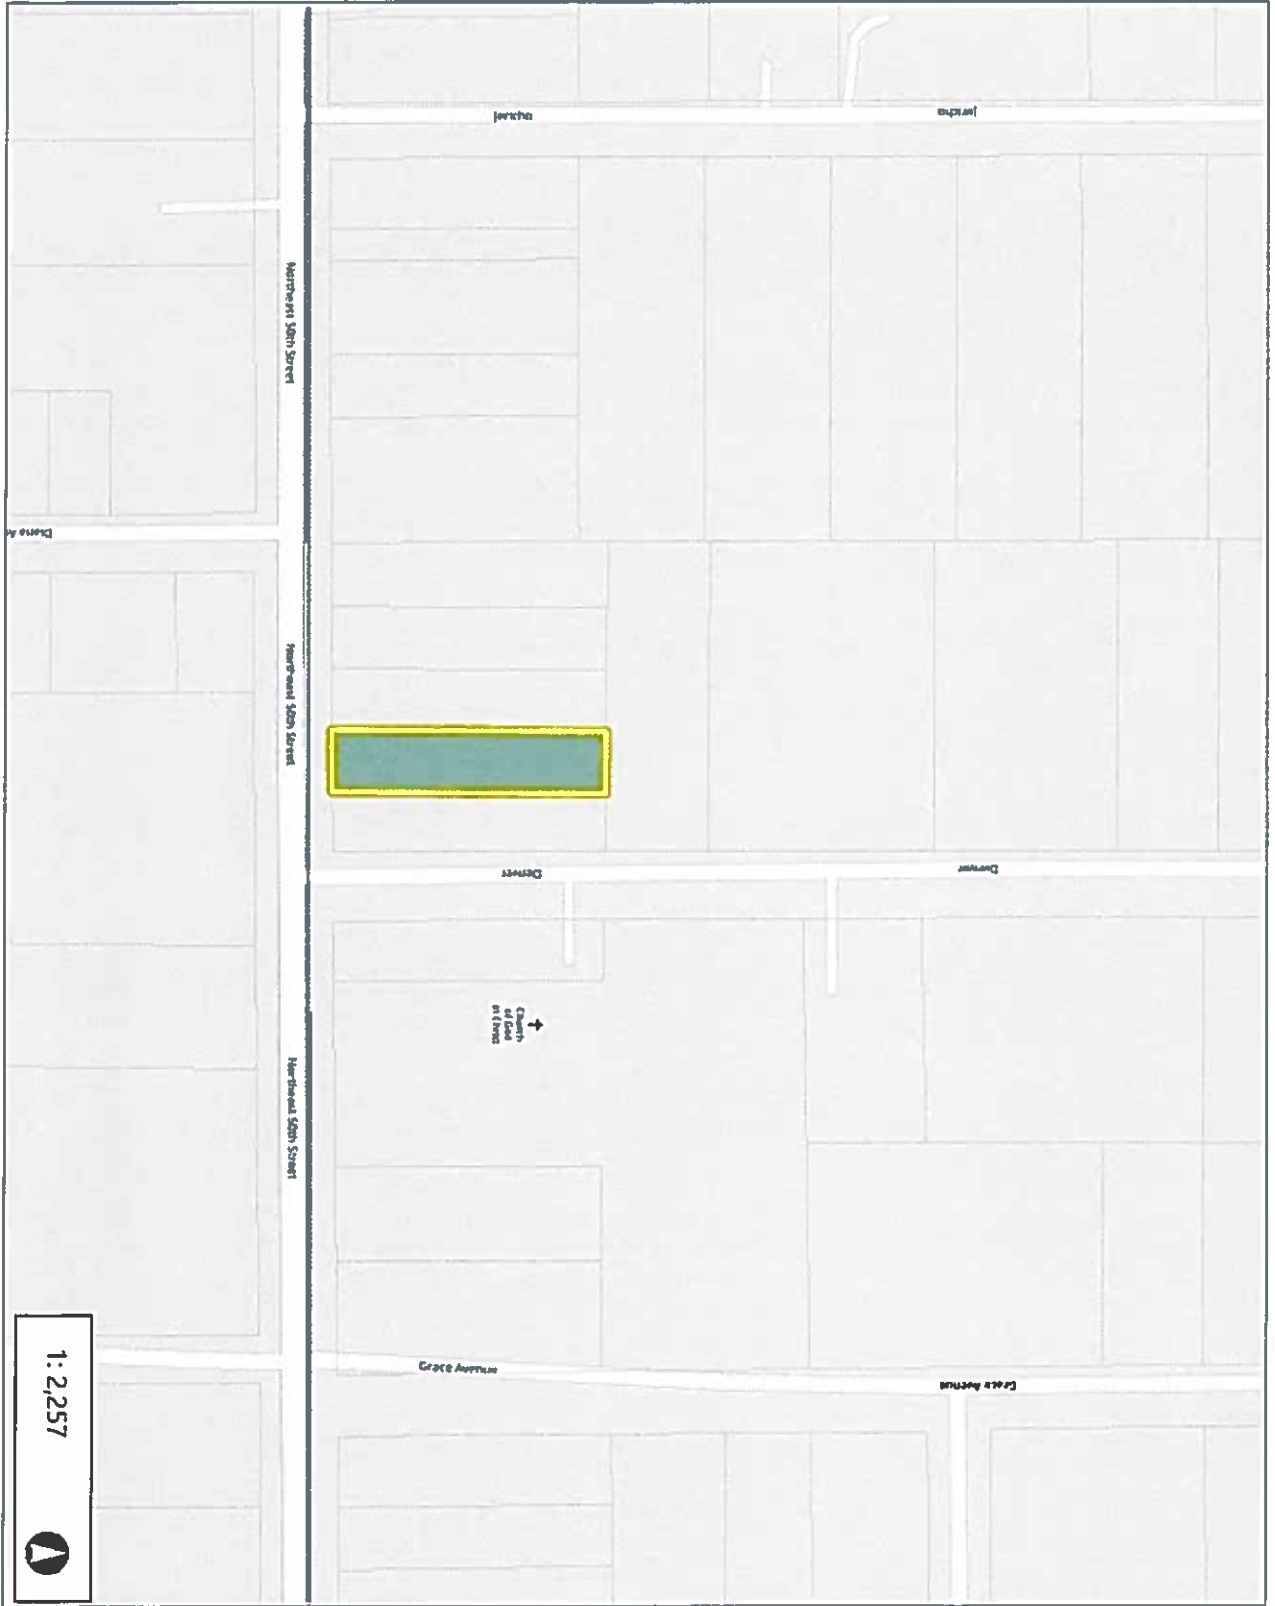 Jericho
Jericho
Northeast 50th Street
Diana A
Northeast 50th Street
Denver
Denver
Church
of God
in Christ
Northeast 50th Street
Grace Avenue
Grace Avenue
1: 2,257